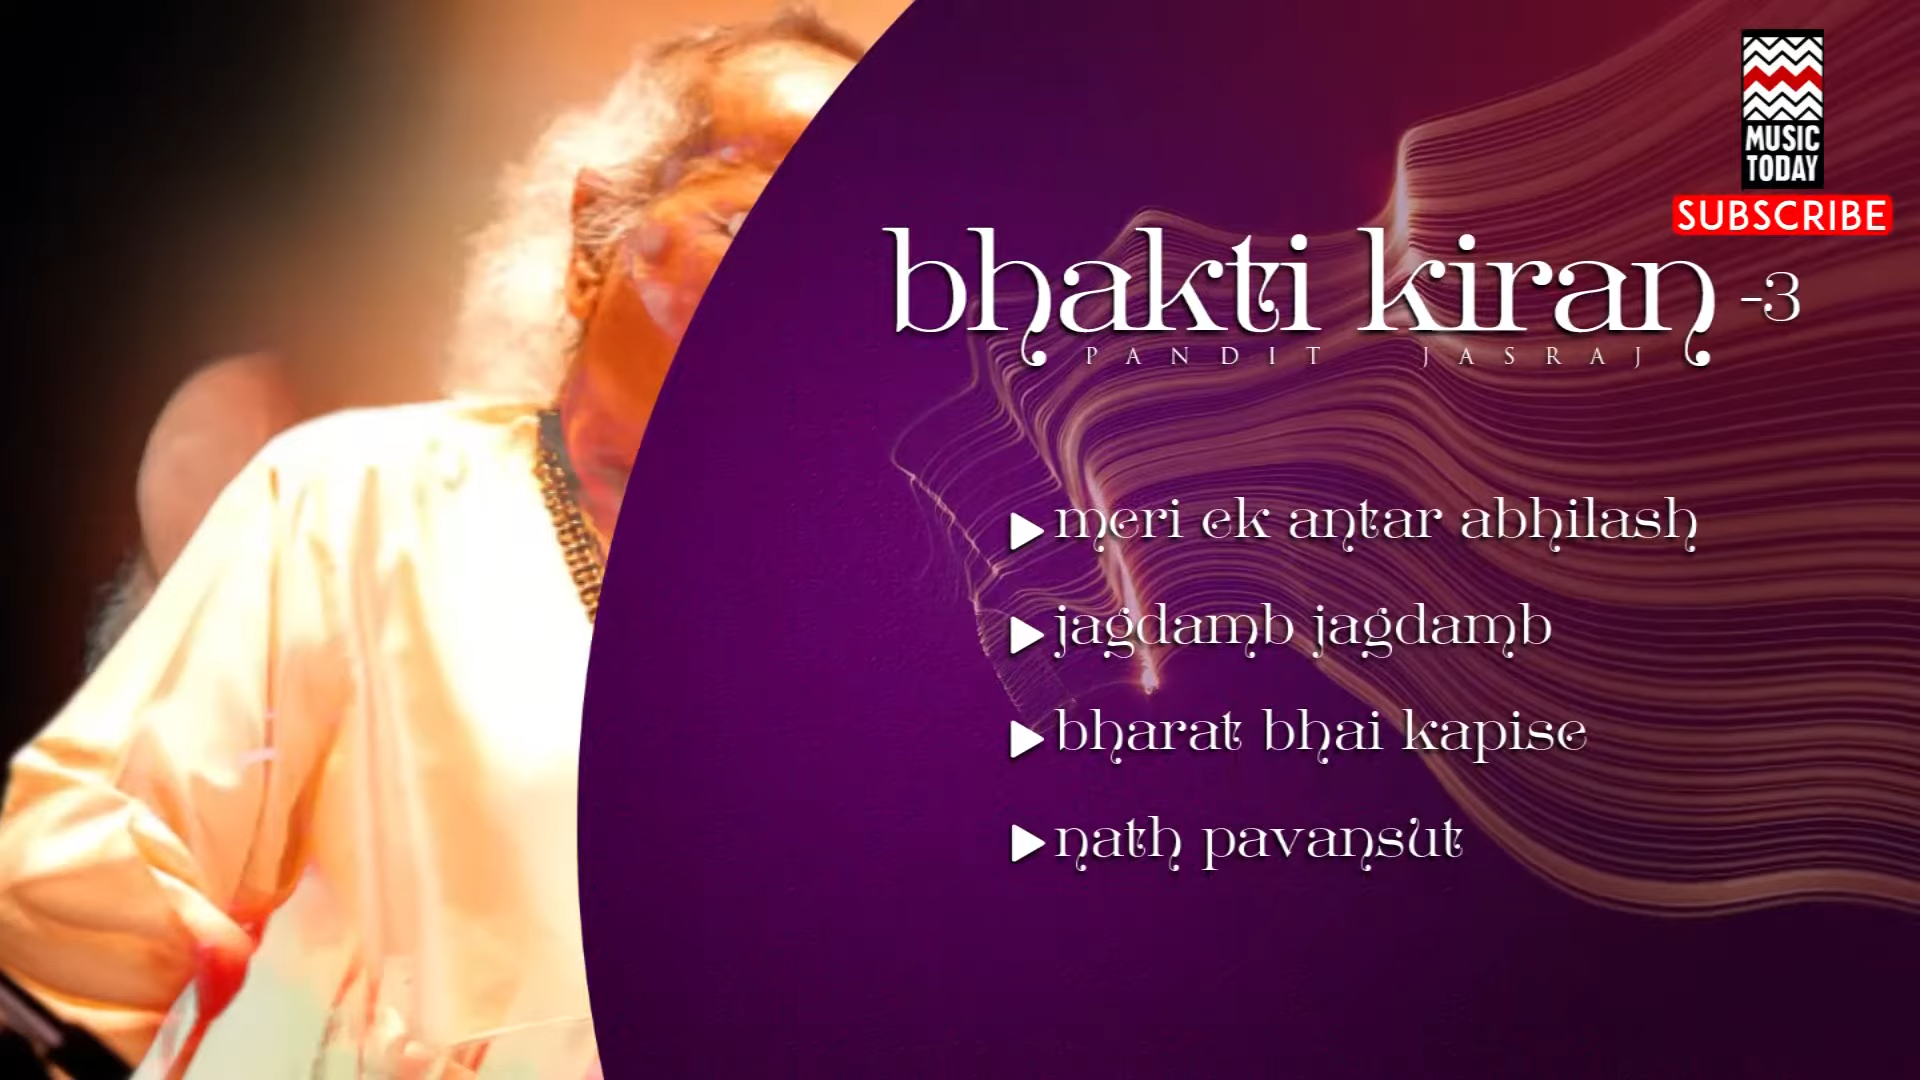 MUSIC
TODAY
SUBSCRIBE
bhakti kiran -3
PANDIT JASRAJ
meri ek antar abhilash
jagdamb jagdamb
bharat bhai kapise
nath pavansut